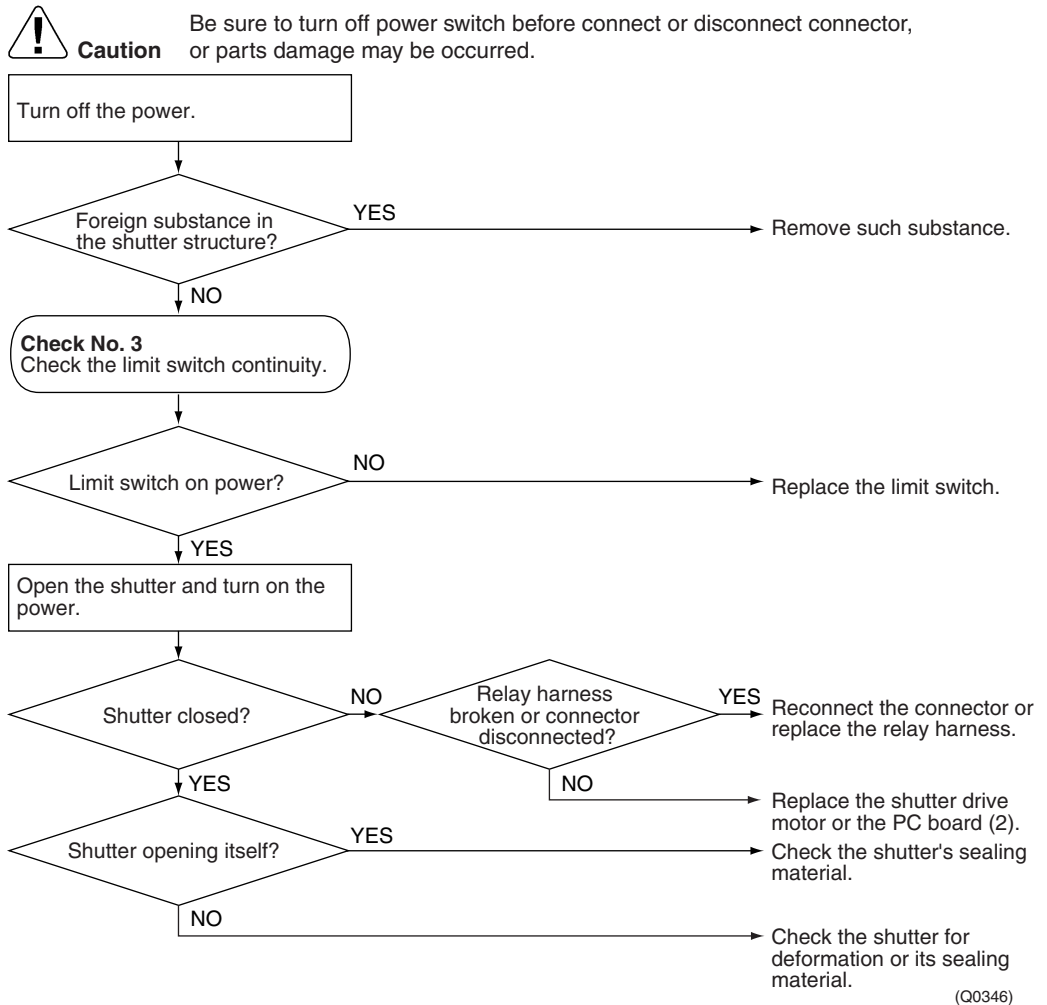 Be sure to turn off power switch before connect or disconnect connector,
Caution or parts damage may be occurred.
Turn off the power.
Foreign substance in
the shutter structure?
YES
Remove such substance.
NO
Check No. 3
Check the limit switch continuity.
Limit switch on power?
NO
Replace the limit switch.
YES
Open the shutter and turn on the
power.
Shutter closed?
NO
Relay harness
broken or connector
disconnected?
YES
Reconnect the connector or
replace the relay harness.
NO
Replace the shutter drive
motor or the PC board (2).
YES
Shutter opening itself?
YES
Check the shutter's sealing
material.
NO
Check the shutter for
deformation or its sealing
material.
(Q0346)